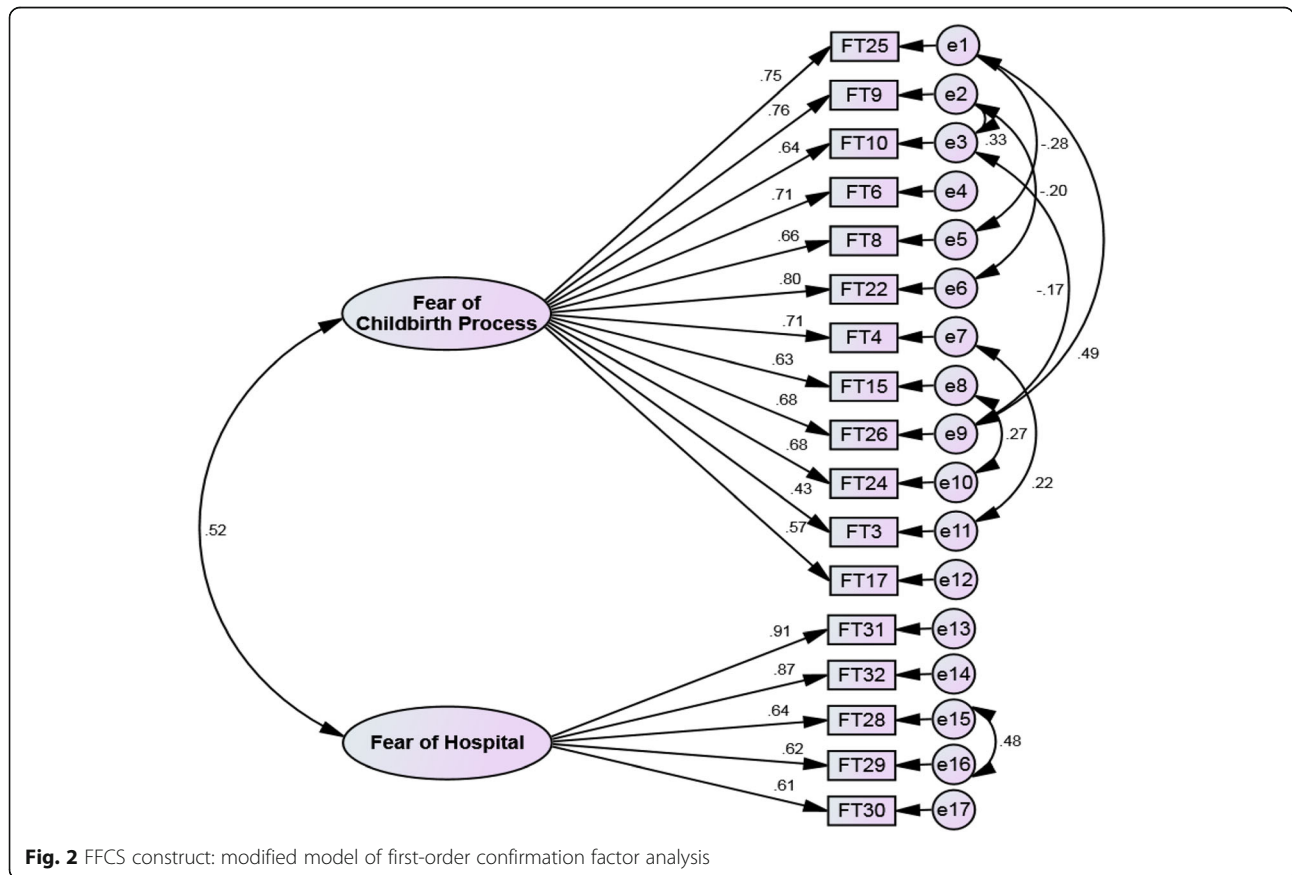 .75 FT25 e1
.76 FT9 e2
.64 FT10 e3 .33 -.28
.71 FT6 e4 -.20
.66 FT8 e5
.80 FT22 e6 -.17
Fear of
Childbirth Process
.71 FT4 e7 .49
.63 FT15 e8
.68 FT26 e9 .27
.68 FT24 e10 .22
.43 FT3 e11
.52
.57 FT17 e12
.91 FT31 e13
.87 FT32 e14
.64 FT28 e15
Fear of Hospital
.48
.62 FT29 e16
.61 FT30 e17
Fig. 2 FFCS construct: modified model of first-order confirmation factor analysis